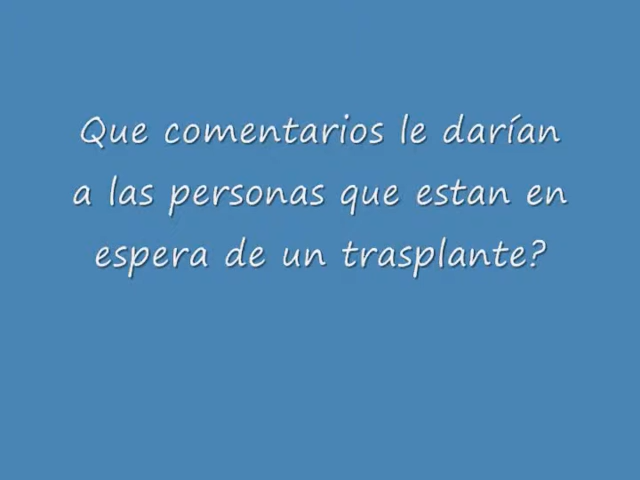 Que comentarios le darían
a las personas que estan en
espera de un trasplante?